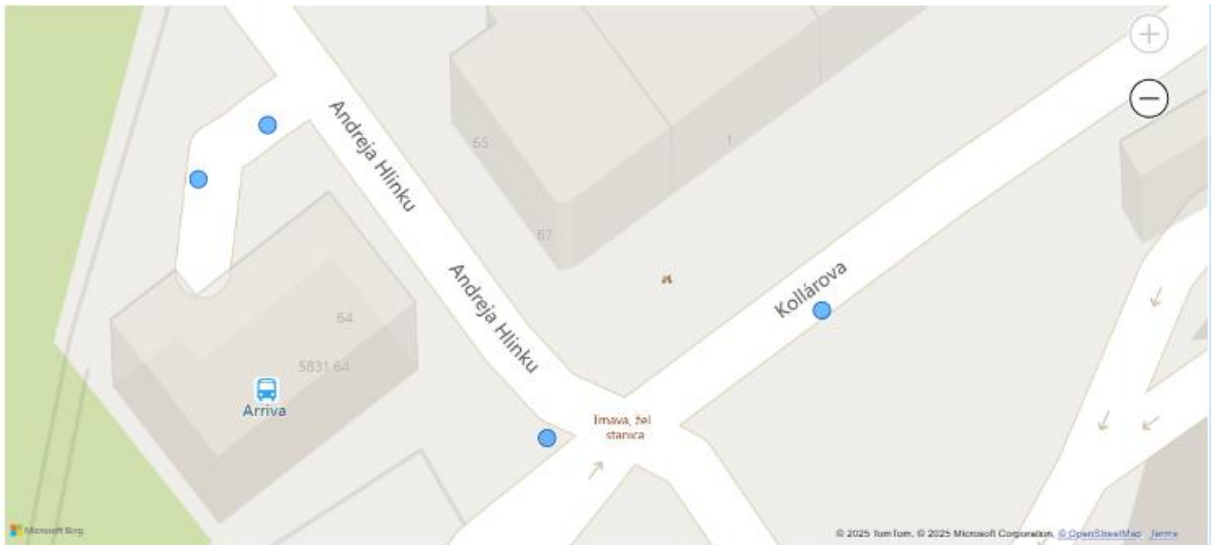 Andreja Hlinku
65
1
67
Andreja Hlinku
Kollárova
64
5831 64
Arriva
Trnava, žel
stanica
Microsoft Bing
© 2025 TomTom, © 2025 Microsoft Corporation, © OpenStreetMap Terms